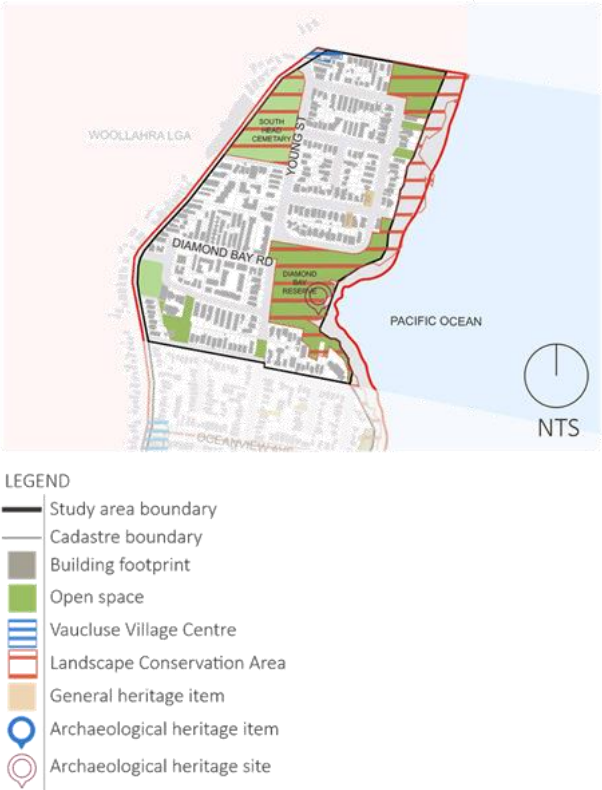 WOOLLAHRA LGA
SOUTH
HEAD
CEMETARY
YOUNG ST
DIAMOND BAY RD
DIAMOND
BAY
RESERVE
PACIFIC OCEAN
NTS
OCEANVIEW AVE
LEGEND
Study area boundary
Cadastre boundary
Building footprint
Open space
Vaucluse Village Centre
Landscape Conservation Area
General heritage item
Archaeological heritage item
Archaeological heritage site